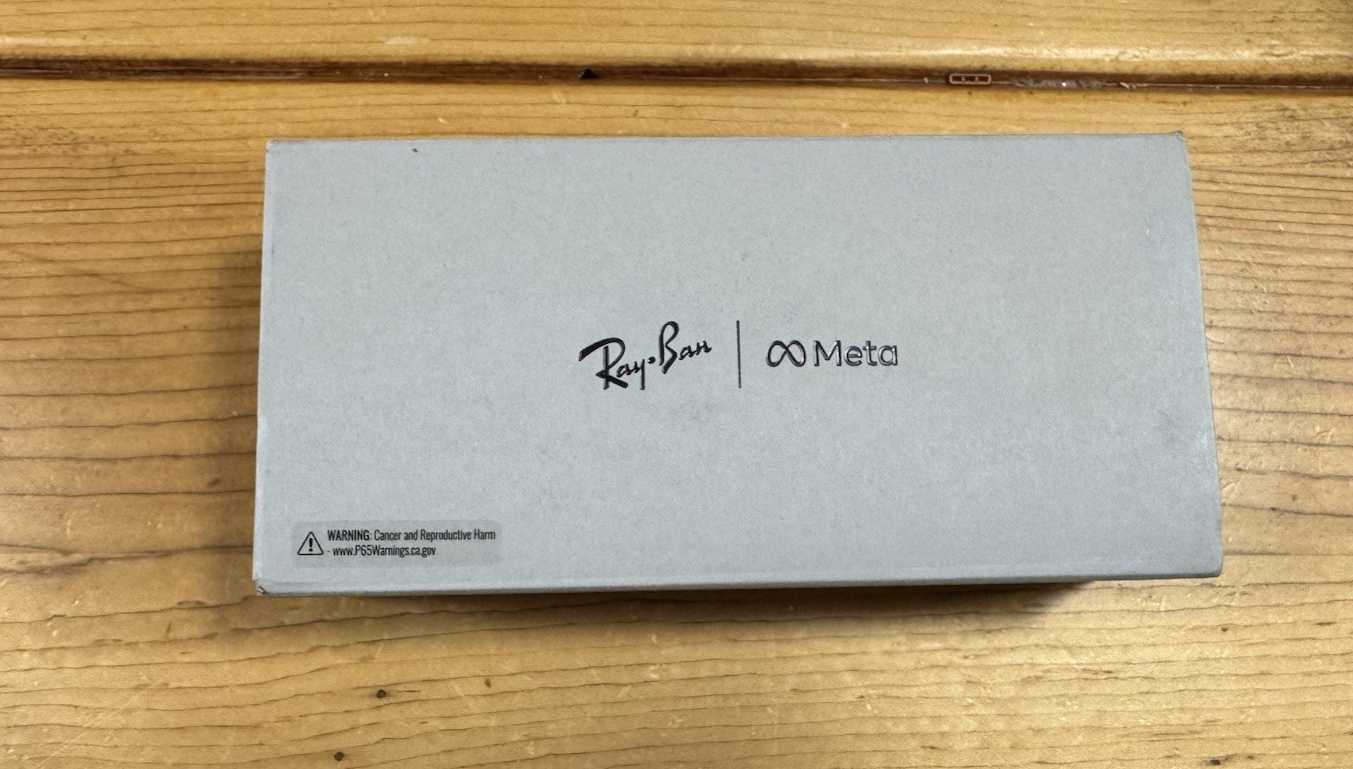 Ray-Ban | Meta
WARNING: Cancer and Reproductive Harm
- www.P65Warnings.ca.gov